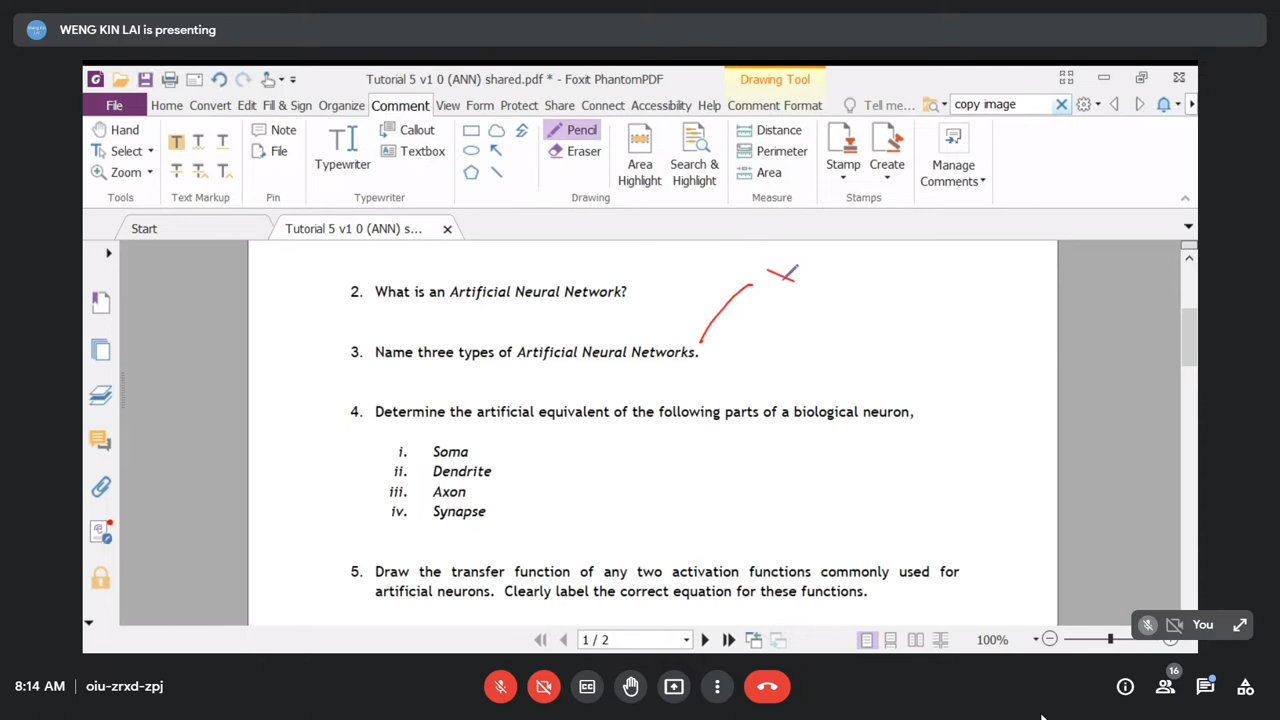 WENG KIN LAI is presenting
Tutorial 5 v1 0 (ANN) shared.pdf * - Foxit PhantomPDF
Drawing Tool
File Home Convert Edit Fill & Sign Organize Comment View Form Protect Share Connect Accessibility Help Comment Format Tell me... copy image
Hand
Select
Zoom
Tools
Text Markup
Note
File
Pin
Typewriter
Callout
Textbox
Typewriter
Pencil
Eraser
Area Highlight
Search & Highlight
Drawing
Distance
Perimeter
Area
Measure
Stamp
Create
Stamps
Manage Comments
Start
Tutorial 5 v1 0 (ANN) s...
2. What is an Artificial Neural Network?
3. Name three types of Artificial Neural Networks.
4. Determine the artificial equivalent of the following parts of a biological neuron,
i. Soma
ii. Dendrite
iii. Axon
iv. Synapse
5. Draw the transfer function of any two activation functions commonly used for
artificial neurons. Clearly label the correct equation for these functions.
You
1 / 2
100%
8:14 AM | oiu-zrxd-zpj
16